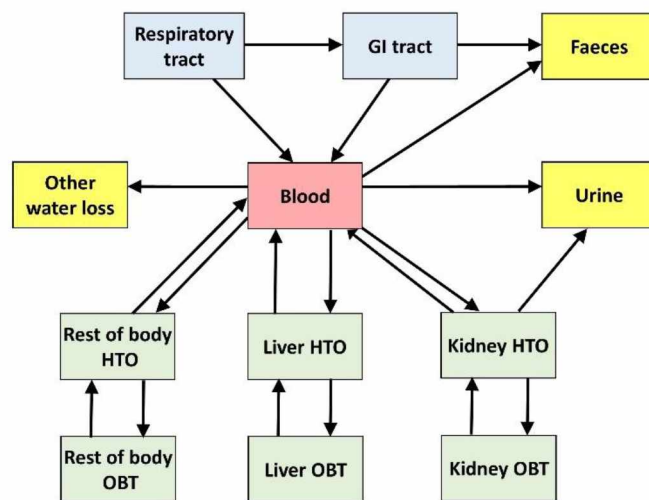 Respiratory
tract
GI tract
Faeces
Other
water loss
Blood
Urine
Rest of body
HTO
Liver HTO
Kidney HTO
Rest of body
OBT
Liver OBT
Kidney OBT